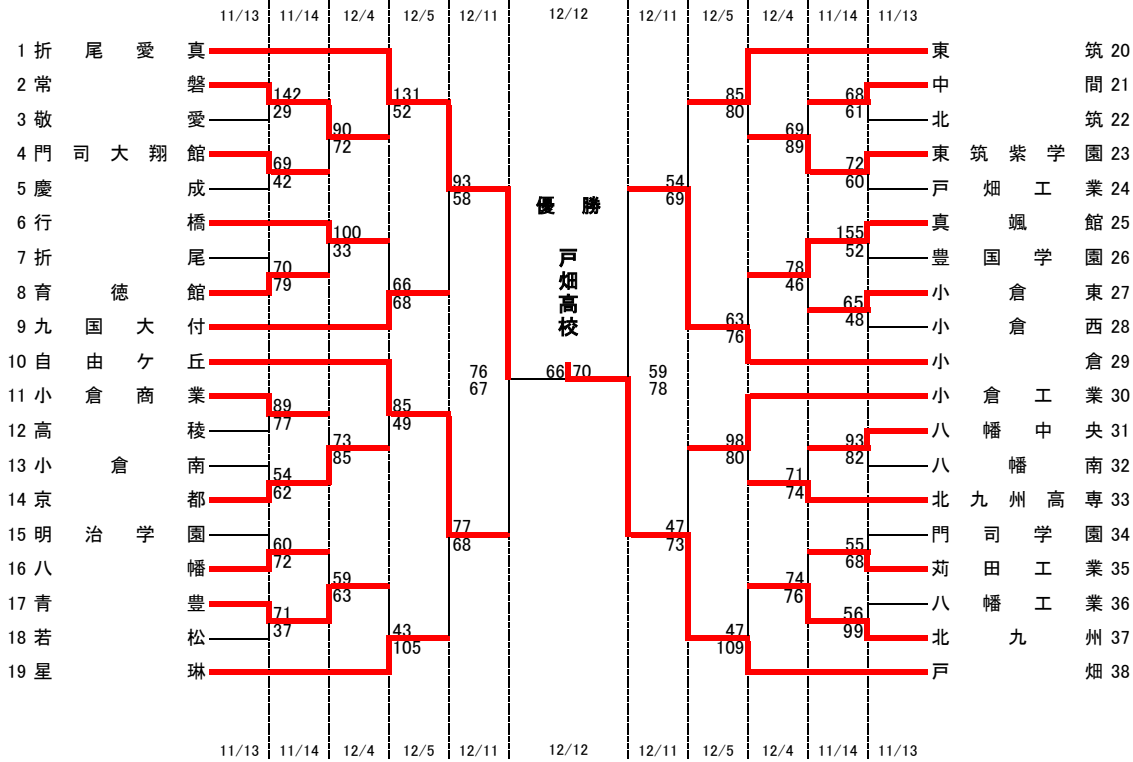 11/13 11/14 12/4 12/5 12/11 12/12 12/11 12/5 12/4 11/14 11/13
1 折尾愛真
2 常磐
142
29
3 敬愛
90
72
4 門司大翔館
69
42
5 慶成
131
52
6 行橋
100
33
7 折尾
70
79
8 育徳館
66
68
9 九国大付
93
58
10 自由ケ丘
11 小倉商業
89
77
12 高稜
73
85
13 小倉南
54
62
14 京都
85
49
15 明治学園
60
72
16 八幡
59
63
17 青豊
71
37
18 若松
43
105
19 星琳
77
68
76
67
優勝
戸畑高校
66 70
59
78
東筑 20
中間 21
68
61
北筑 22
69
89
東筑紫学園 23
72
60
戸畑工業 24
85
80
真颯館 25
155
52
豊国学園 26
78
46
小倉東 27
65
48
小倉西 28
63
76
小倉 29
54
69
小倉工業 30
八幡中央 31
93
82
八幡南 32
71
74
北九州高専 33
98
80
門司学園 34
55
68
苅田工業 35
74
76
八幡工業 36
56
99
北九州 37
47
109
戸畑 38
47
73
11/13 11/14 12/4 12/5 12/11 12/12 12/11 12/5 12/4 11/14 11/13